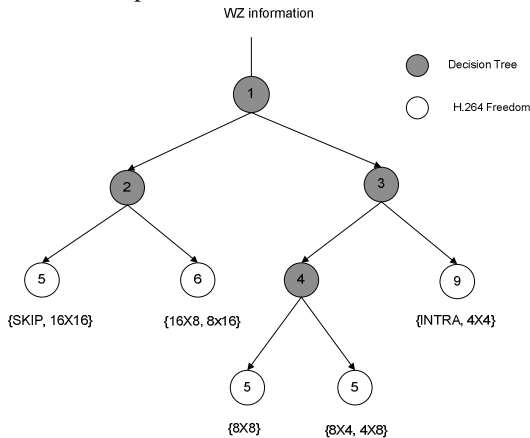 WZ information
Decision Tree
1
H.264 Freedom
2
3
5
6
4
9
{SKIP, 16X16}
{16X8, 8x16}
{INTRA, 4X4}
5
5
{8X8}
{8X4, 4X8}